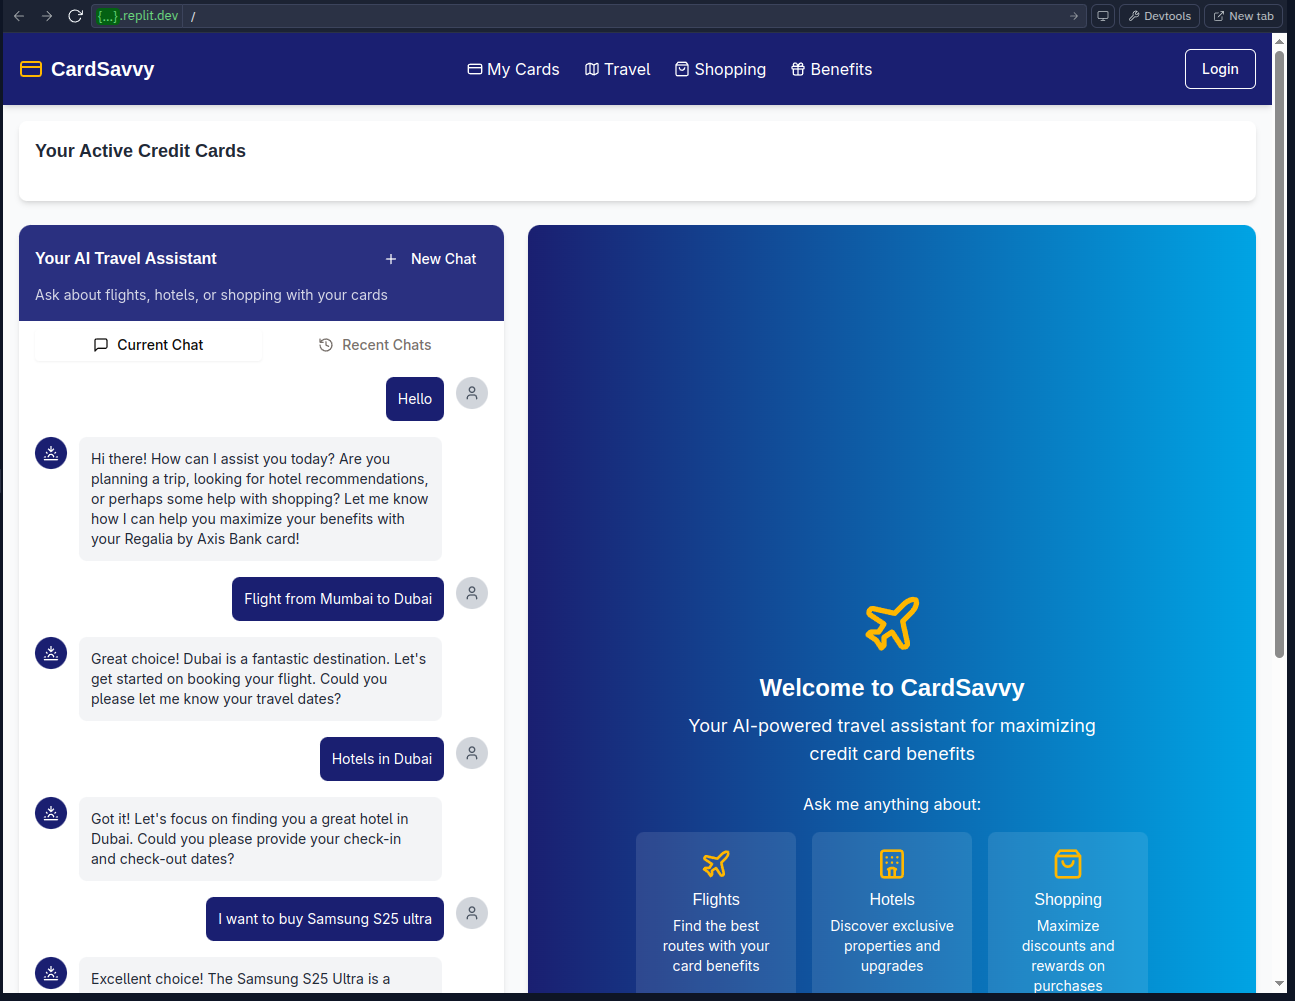 {...}.replit.dev /
Devtools
New tab
CardSavvy
My Cards
Travel
Shopping
Benefits
Login
Your Active Credit Cards
Your AI Travel Assistant
+ New Chat
Ask about flights, hotels, or shopping with your cards
Current Chat
Recent Chats
Hello
Hi there! How can I assist you today? Are you
planning a trip, looking for hotel recommendations,
or perhaps some help with shopping? Let me know
how I can help you maximize your benefits with
your Regalia by Axis Bank card!
Flight from Mumbai to Dubai
Great choice! Dubai is a fantastic destination. Let's
get started on booking your flight. Could you
please let me know your travel dates?
Hotels in Dubai
Got it! Let's focus on finding you a great hotel in
Dubai. Could you please provide your check-in
and check-out dates?
I want to buy Samsung S25 ultra
Excellent choice! The Samsung S25 Ultra is a
Welcome to CardSavvy
Your AI-powered travel assistant for maximizing
credit card benefits
Ask me anything about:
Flights
Find the best
routes with your
card benefits
Hotels
Discover exclusive
properties and
upgrades
Shopping
Maximize
discounts and
rewards on
purchases